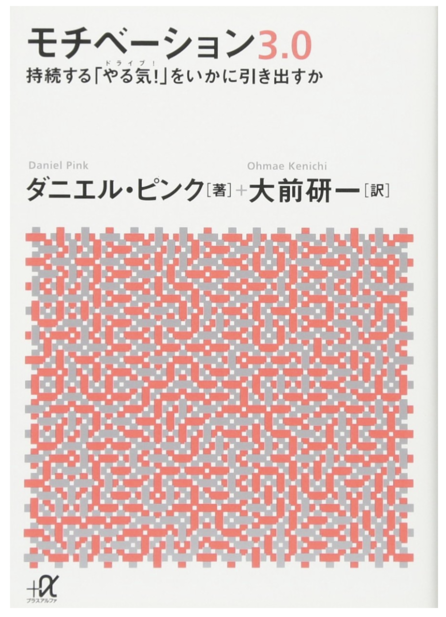 モチベーション3.0
ドライブ!
持続する「やる気!」をいかに引き出すか
Daniel Pink Ohmae Kenichi
ダニエル・ピンク[著]+大前研一[訳]
+α
プラスアルファ